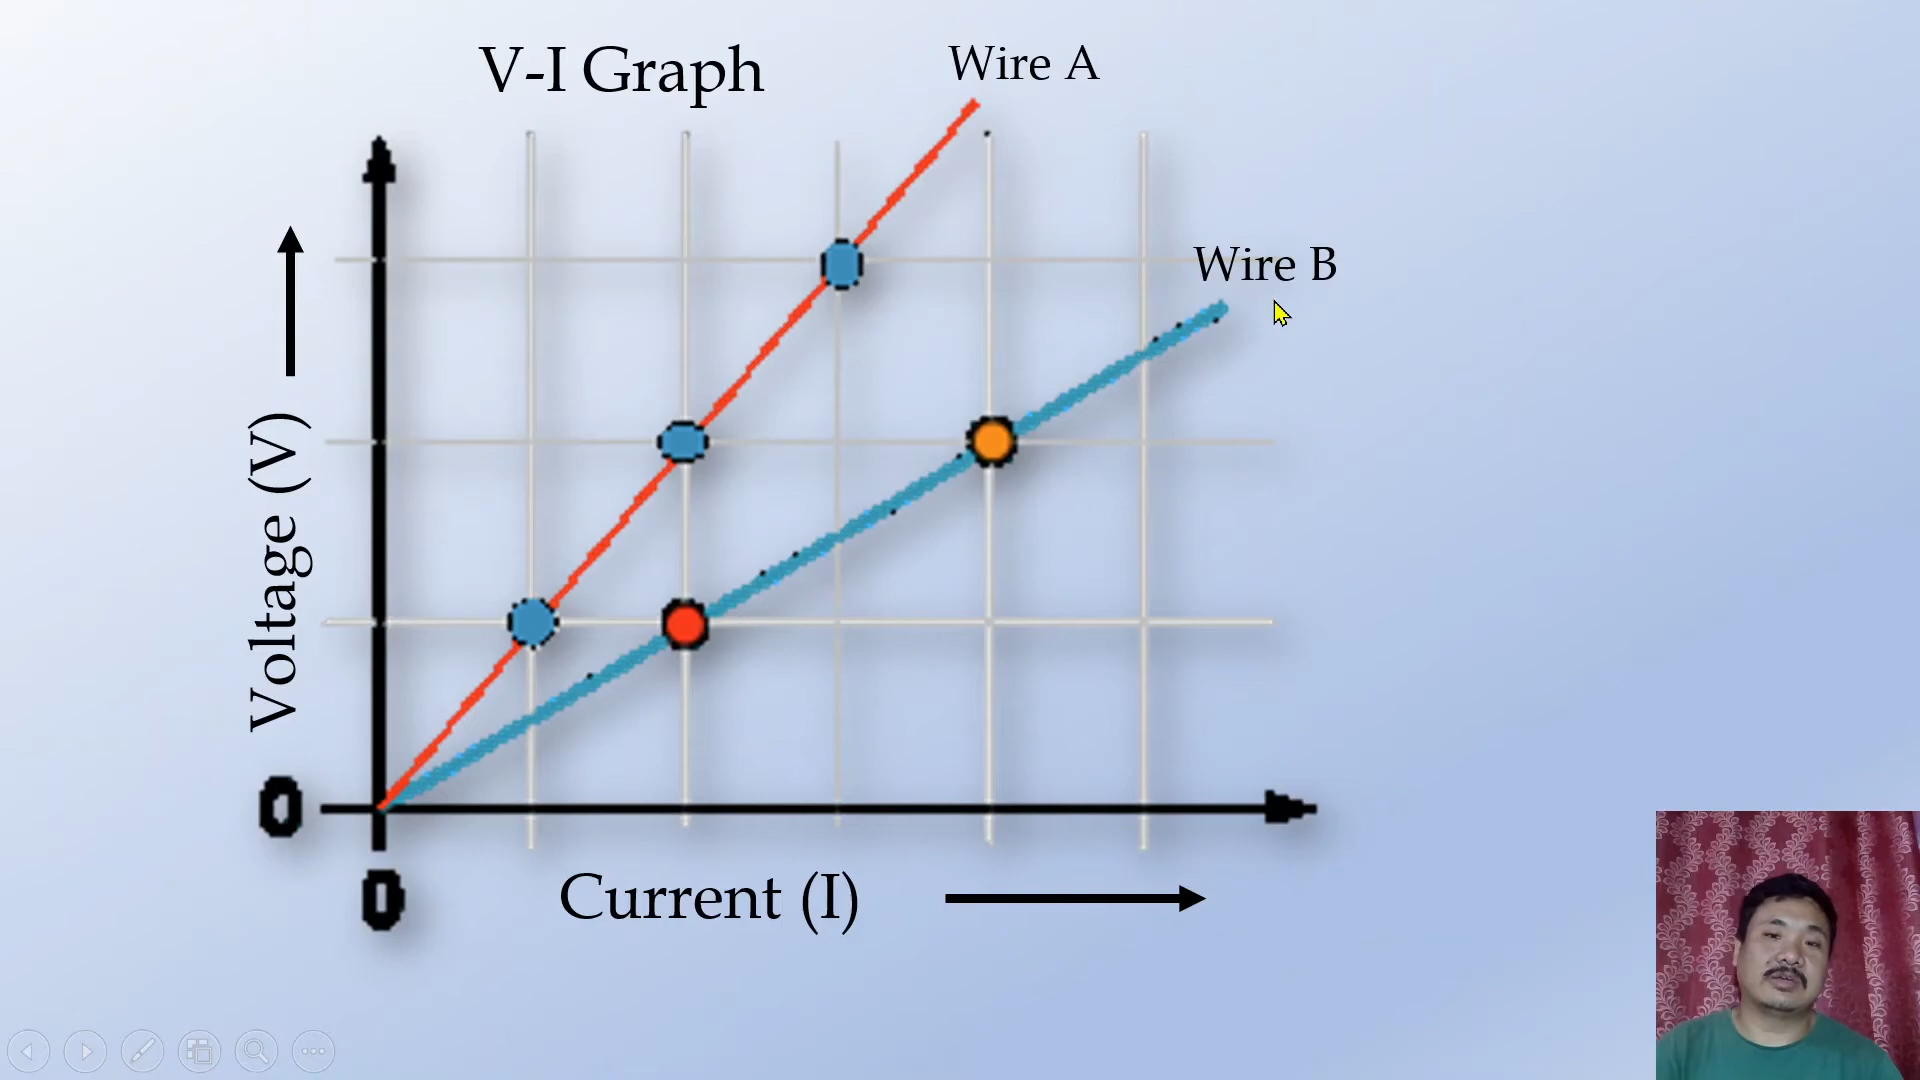 V-I Graph
Wire A
Wire B
Voltage (V)
0
0
Current (I)